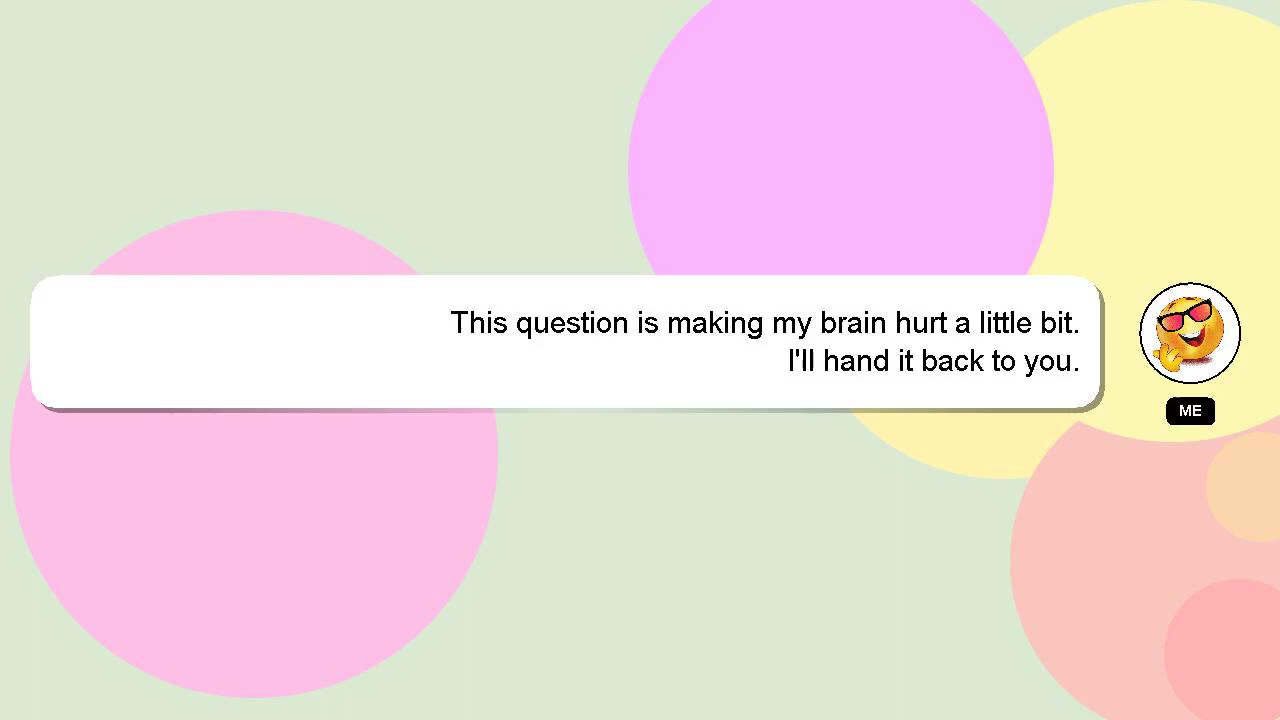 This question is making my brain hurt a little bit.
I'll hand it back to you.
ME